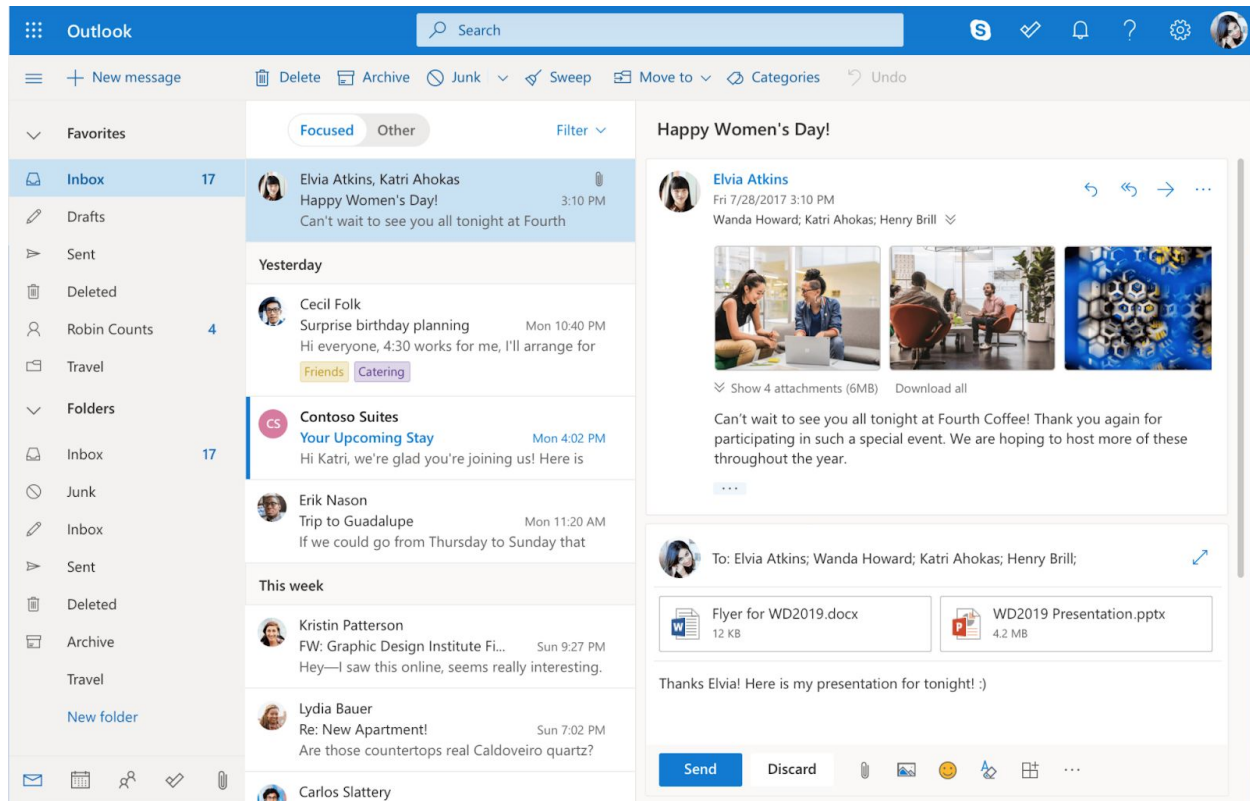 Outlook
Search
New message
Delete
Archive
Junk
Sweep
Move to
Categories
Undo
Favorites
Inbox 17
Drafts
Sent
Deleted
Robin Counts 4
Travel
Folders
Inbox 17
Junk
Inbox
Sent
Deleted
Archive
Travel
New folder
Focused Other
Filter
Elvia Atkins, Katri Ahokas
Happy Women's Day! 3:10 PM
Can't wait to see you all tonight at Fourth
Yesterday
Cecil Folk
Surprise birthday planning Mon 10:40 PM
Hi everyone, 4:30 works for me, I'll arrange for
Friends Catering
CS
Contoso Suites
Your Upcoming Stay Mon 4:02 PM
Hi Katri, we're glad you're joining us! Here is
Erik Nason
Trip to Guadalupe Mon 11:20 AM
If we could go from Thursday to Sunday that
This week
Kristin Patterson
FW: Graphic Design Institute Fi... Sun 9:27 PM
Hey—I saw this online, seems really interesting.
Lydia Bauer
Re: New Apartment! Sun 7:02 PM
Are those countertops real Caldoveiro quartz?
Carlos Slattery
Happy Women's Day!
Elvia Atkins
Fri 7/28/2017 3:10 PM
Wanda Howard; Katri Ahokas; Henry Brill
Show 4 attachments (6MB) Download all
Can't wait to see you all tonight at Fourth Coffee! Thank you again for
participating in such a special event. We are hoping to host more of these
throughout the year.
...
To: Elvia Atkins; Wanda Howard; Katri Ahokas; Henry Brill;
Flyer for WD2019.docx
12 KB
WD2019 Presentation.pptx
4.2 MB
Thanks Elvia! Here is my presentation for tonight! :)
Send Discard